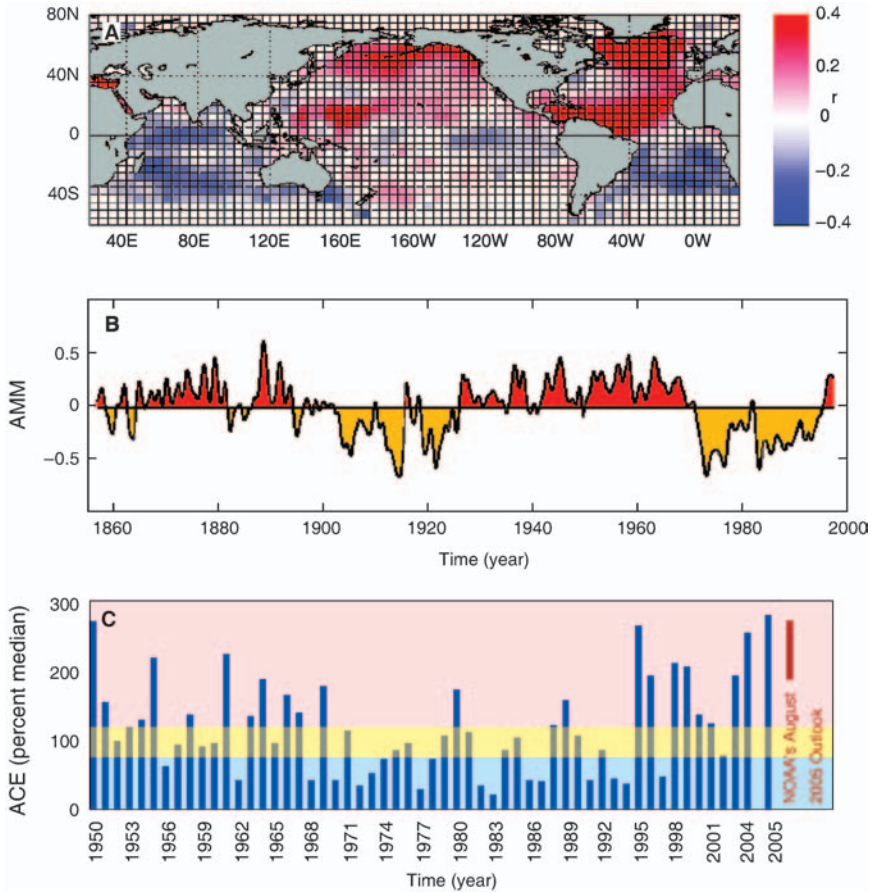 80N
A
0.4
40N
0.2
r
0
0
-0.2
40S
-0.4
40E 80E 120E 160E 160W 120W 80W 40W 0W
B
0.5
AMM
0
-0.5
1860 1880 1900 1920 1940 1960 1980 2000
Time (year)
300
C
ACE (percent median)
200
100
0
NOAA's August
2005 Outlook
1950 1953 1956 1959 1962 1965 1968 1971 1974 1977 1980 1983 1986 1989 1992 1995 1998 2001 2004 2005
Time (year)